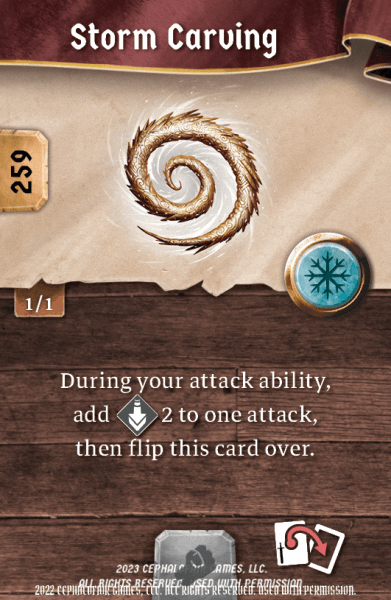 Storm Carving
259
1/1
During your attack ability,
add 2 to one attack,
then flip this card over.
2023 CEPHALOFAIR GAMES, LLC.
ALL RIGHTS RESERVED. USED WITH PERMISSION.
2022 CEPHALOFAIR GAMES, LLC. ALL RIGHTS RESERVED. USED WITH PERMISSION.